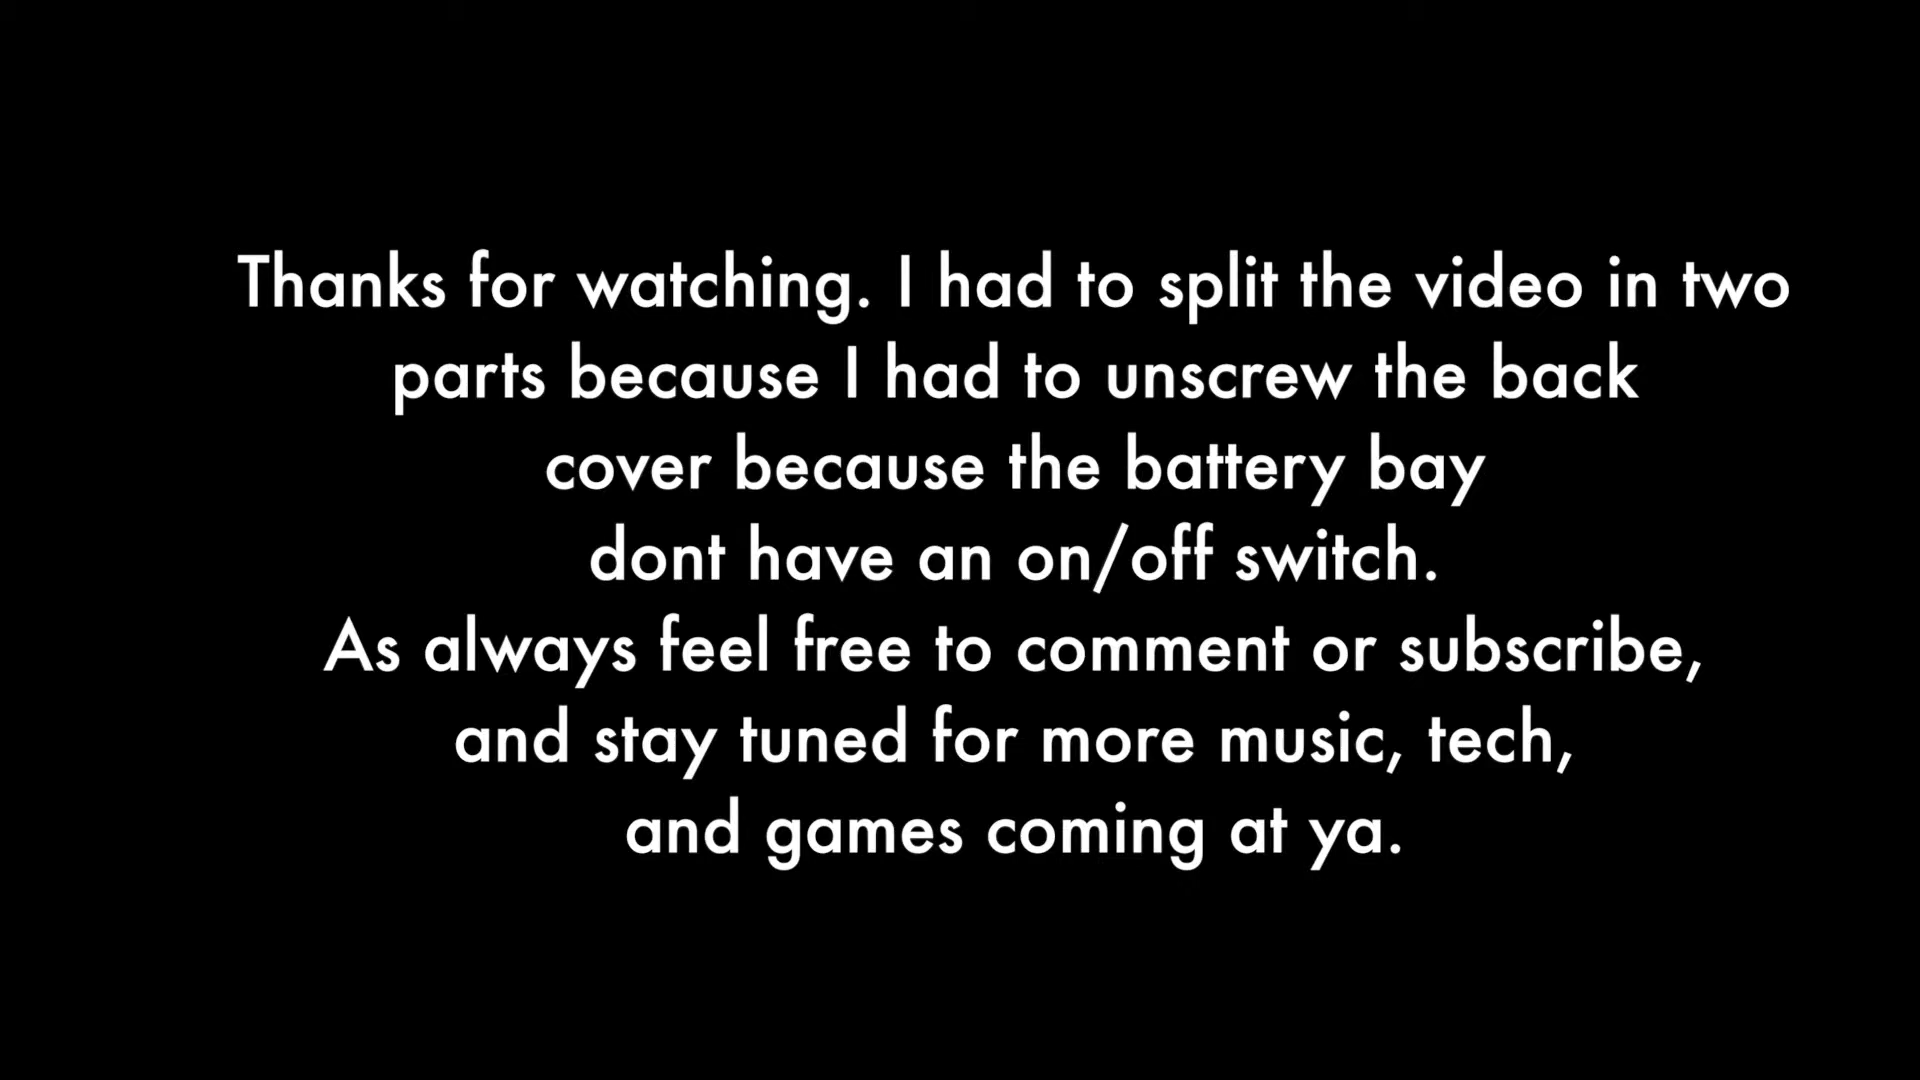 Thanks for watching. I had to split the video in two
parts because I had to unscrew the back
cover because the battery bay
dont have an on/off switch.
As always feel free to comment or subscribe,
and stay tuned for more music, tech,
and games coming at ya.